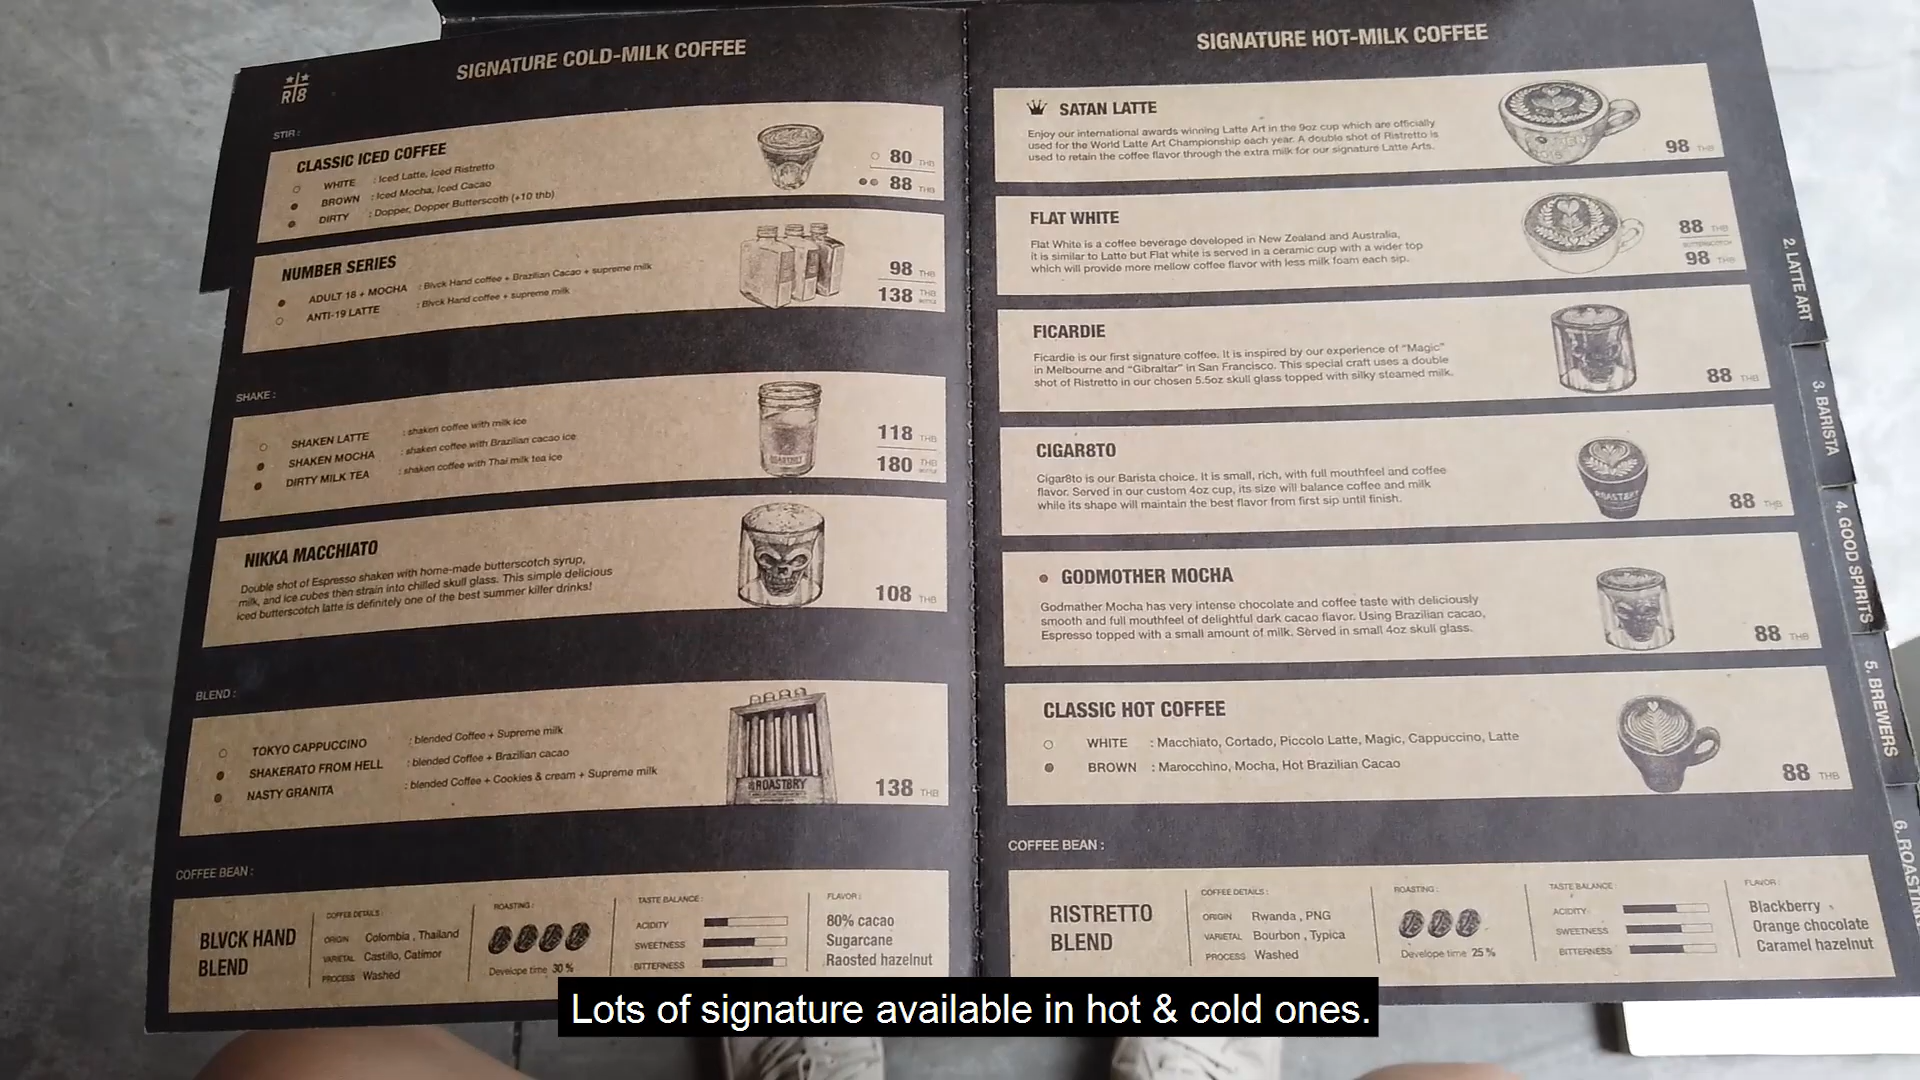 R8
SIGNATURE COLD-MILK COFFEE
STIR :
CLASSIC ICED COFFEE
WHITE : Iced Latte, Iced Ristretto
BROWN : Iced Mocha, Iced Cacao
DIRTY : Dopper, Dopper Butterscoth (+10 thb)
80 THB
88 THB
NUMBER SERIES
ADULT 18 + MOCHA : Blvck Hand coffee + Brazilian Cacao + supreme milk
ANTI-19 LATTE : Blvck Hand coffee + supreme milk
98 THB
138 THB
SHAKE :
SHAKEN LATTE : shaken coffee with milk ice
SHAKEN MOCHA : shaken coffee with Brazilian cacao ice
DIRTY MILK TEA : shaken coffee with Thai milk tea ice
118 THB
180 THB
NIKKA MACCHIATO
Double shot of Espresso shaken with home-made butterscotch syrup,
milk, and ice cubes then strain into chilled skull glass. This simple delicious
iced butterscotch latte is definitely one of the best summer killer drinks!
108 THB
BLEND :
TOKYO CAPPUCCINO : blended Coffee + Supreme milk
SHAKERATO FROM HELL : blended Coffee + Brazilian cacao
NASTY GRANITA : blended Coffee + Cookies & cream + Supreme milk
ROAST8RY
138 THB
COFFEE BEAN :
BLVCK HAND
BLEND
COFFEE DETAILS :
ORIGIN Colombia , Thailand
VARIETAL Castillo, Catimor
PROCESS Washed
ROASTING :
Develope time 30 %
TASTE BALANCE :
ACIDITY
SWEETNESS
BITTERNESS
FLAVOR :
80% cacao
Sugarcane
Raosted hazelnut
SIGNATURE HOT-MILK COFFEE
SATAN LATTE
Enjoy our international awards winning Latte Art in the 9oz cup which are officially
used for the World Latte Art Championship each year. A double shot of Ristretto is
used to retain the coffee flavor through the extra milk for our signature Latte Arts.
98 THB
FLAT WHITE
Flat White is a coffee beverage developed in New Zealand and Australia,
it is similar to Latte but Flat white is served in a ceramic cup with a wider top
which will provide more mellow coffee flavor with less milk foam each sip.
88 THB
BUTTERSCOTCH
98 THB
FICARDIE
Ficardie is our first signature coffee. It is inspired by our experience of "Magic"
in Melbourne and "Gibraltar" in San Francisco. This special craft uses a double
shot of Ristretto in our chosen 5.5oz skull glass topped with silky steamed milk.
88 THB
CIGAR8TO
Cigar8to is our Barista choice. It is small, rich, with full mouthfeel and coffee
flavor. Served in our custom 4oz cup, its size will balance coffee and milk
while its shape will maintain the best flavor from first sip until finish.
ROAST8RY
88 THB
GODMOTHER MOCHA
Godmather Mocha has very intense chocolate and coffee taste with deliciously
smooth and full mouthfeel of delightful dark cacao flavor. Using Brazilian cacao,
Espresso topped with a small amount of milk. Served in small 4oz skull glass.
88 THB
CLASSIC HOT COFFEE
WHITE : Macchiato, Cortado, Piccolo Latte, Magic, Cappuccino, Latte
BROWN : Marocchino, Mocha, Hot Brazilian Cacao
88 THB
COFFEE BEAN :
RISTRETTO
BLEND
COFFEE DETAILS :
ORIGIN Rwanda , PNG
VARIETAL Bourbon , Typica
PROCESS Washed
ROASTING :
Develope time 25 %
TASTE BALANCE
ACIDITY
SWEETNESS
BITTERNESS
FLAVOR :
Blackberry
Orange chocolate
Caramel hazelnut
2. LATTE ART
3. BARISTA
4. GOOD SPIRITS
5. BREWERS
6. ROASTIN
Lots of signature available in hot & cold ones.